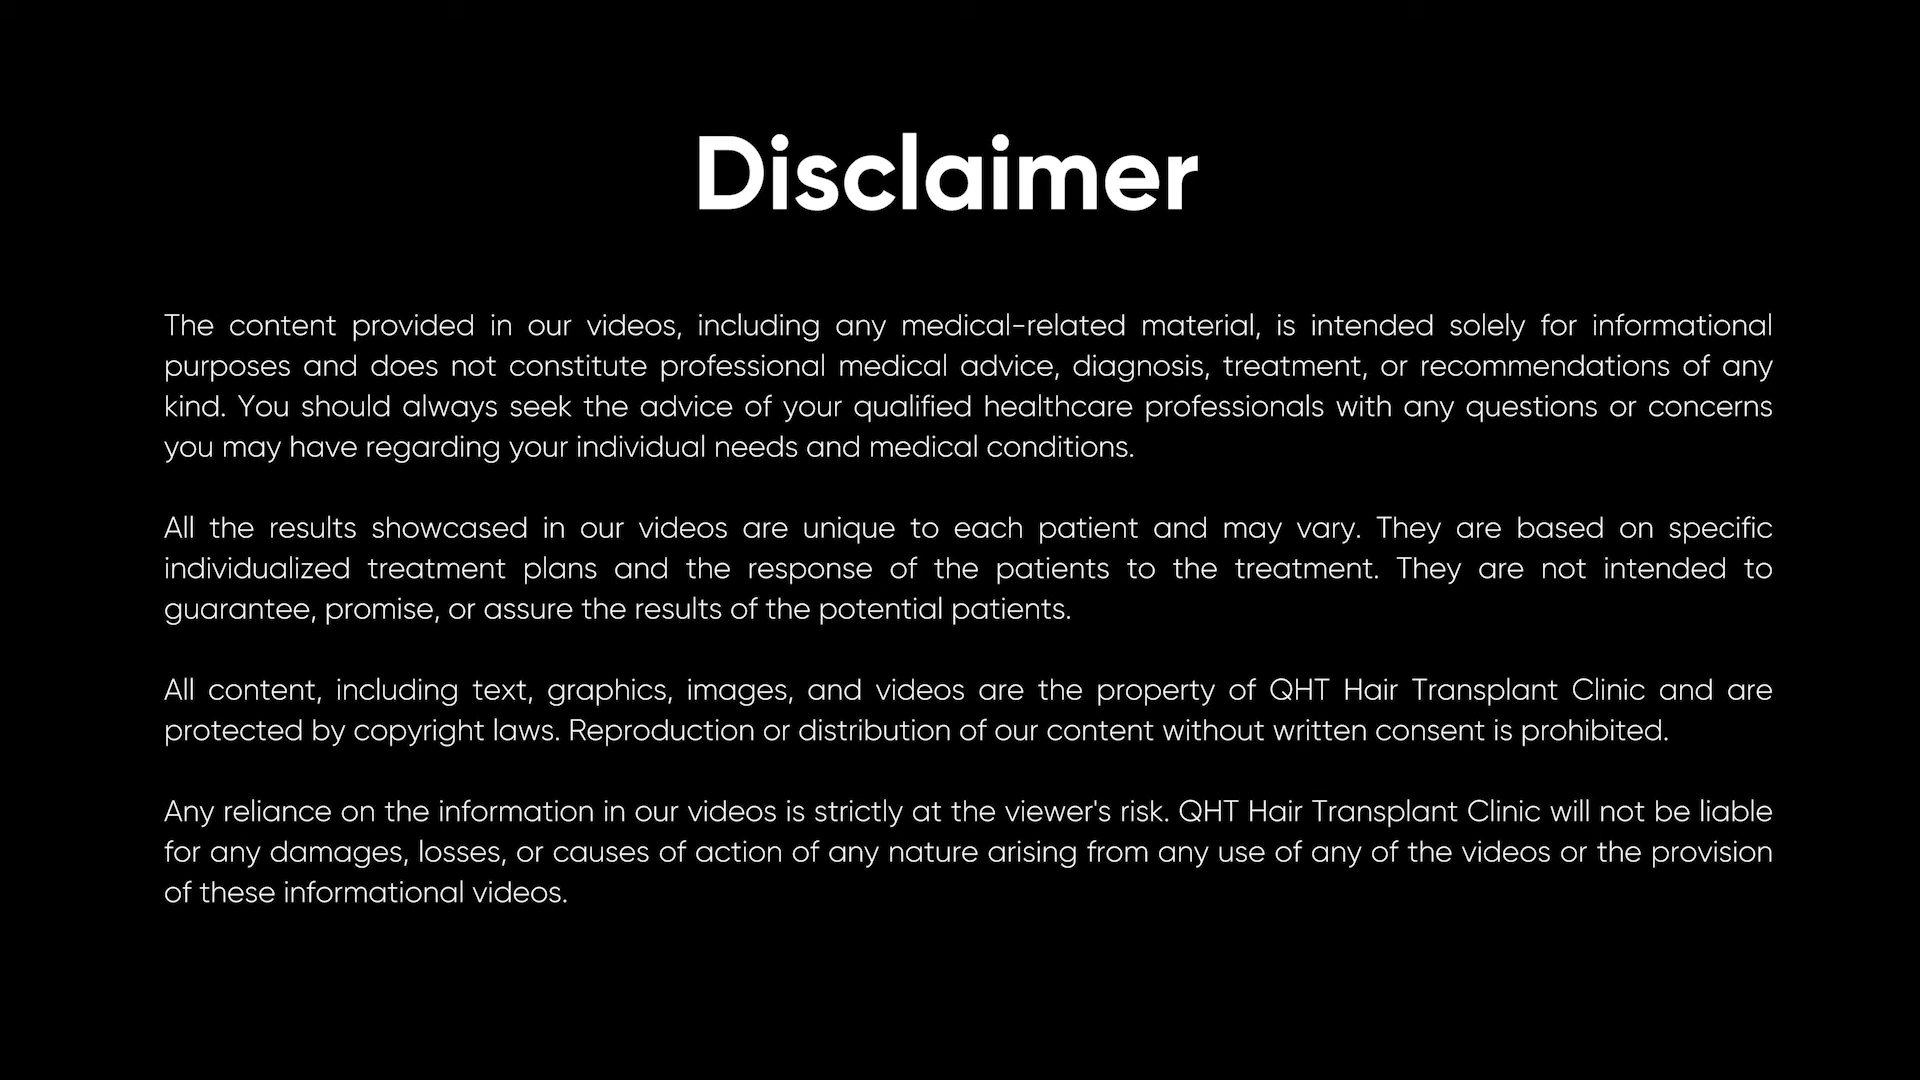 Disclaimer
The content provided in our videos, including any medical-related material, is intended solely for informational
purposes and does not constitute professional medical advice, diagnosis, treatment, or recommendations of any
kind. You should always seek the advice of your qualified healthcare professionals with any questions or concerns
you may have regarding your individual needs and medical conditions.
All the results showcased in our videos are unique to each patient and may vary. They are based on specific
individualized treatment plans and the response of the patients to the treatment. They are not intended to
guarantee, promise, or assure the results of the potential patients.
All content, including text, graphics, images, and videos are the property of QHT Hair Transplant Clinic and are
protected by copyright laws. Reproduction or distribution of our content without written consent is prohibited.
Any reliance on the information in our videos is strictly at the viewer's risk. QHT Hair Transplant Clinic will not be liable
for any damages, losses, or causes of action of any nature arising from any use of any of the videos or the provision
of these informational videos.